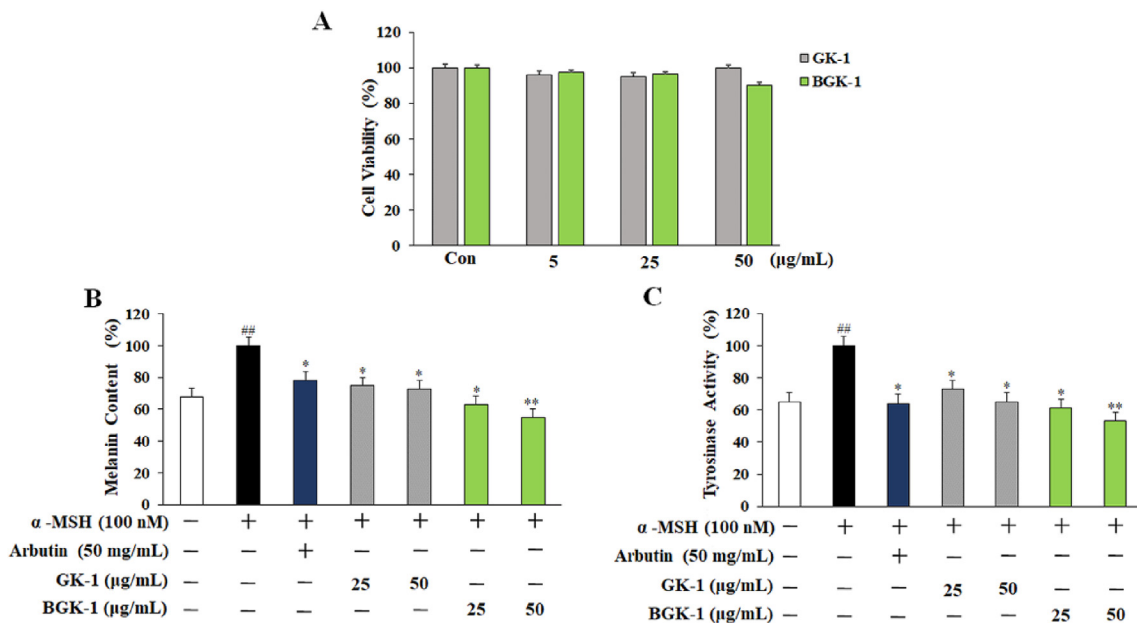 A
120
100
80
60
40
20
0
Cell Viability (%)
GK-1
BGK-1
Con 5 25 50 (µg/mL)
B
120
100
80
60
40
20
0
Melanin Content (%)
## * * * * **
α -MSH (100 nM) — + + + + + +
Arbutin (50 mg/mL) — — + — — — —
GK-1 (µg/mL) — — — 25 50 — —
BGK-1 (µg/mL) — — — — — 25 50
C
120
100
80
60
40
20
0
Tyrosinase Activity (%)
## * * * * **
α -MSH (100 nM) — + + + + + +
Arbutin (50 mg/mL) — — + — — — —
GK-1 (µg/mL) — — — 25 50 — —
BGK-1 (µg/mL) — — — — — 25 50